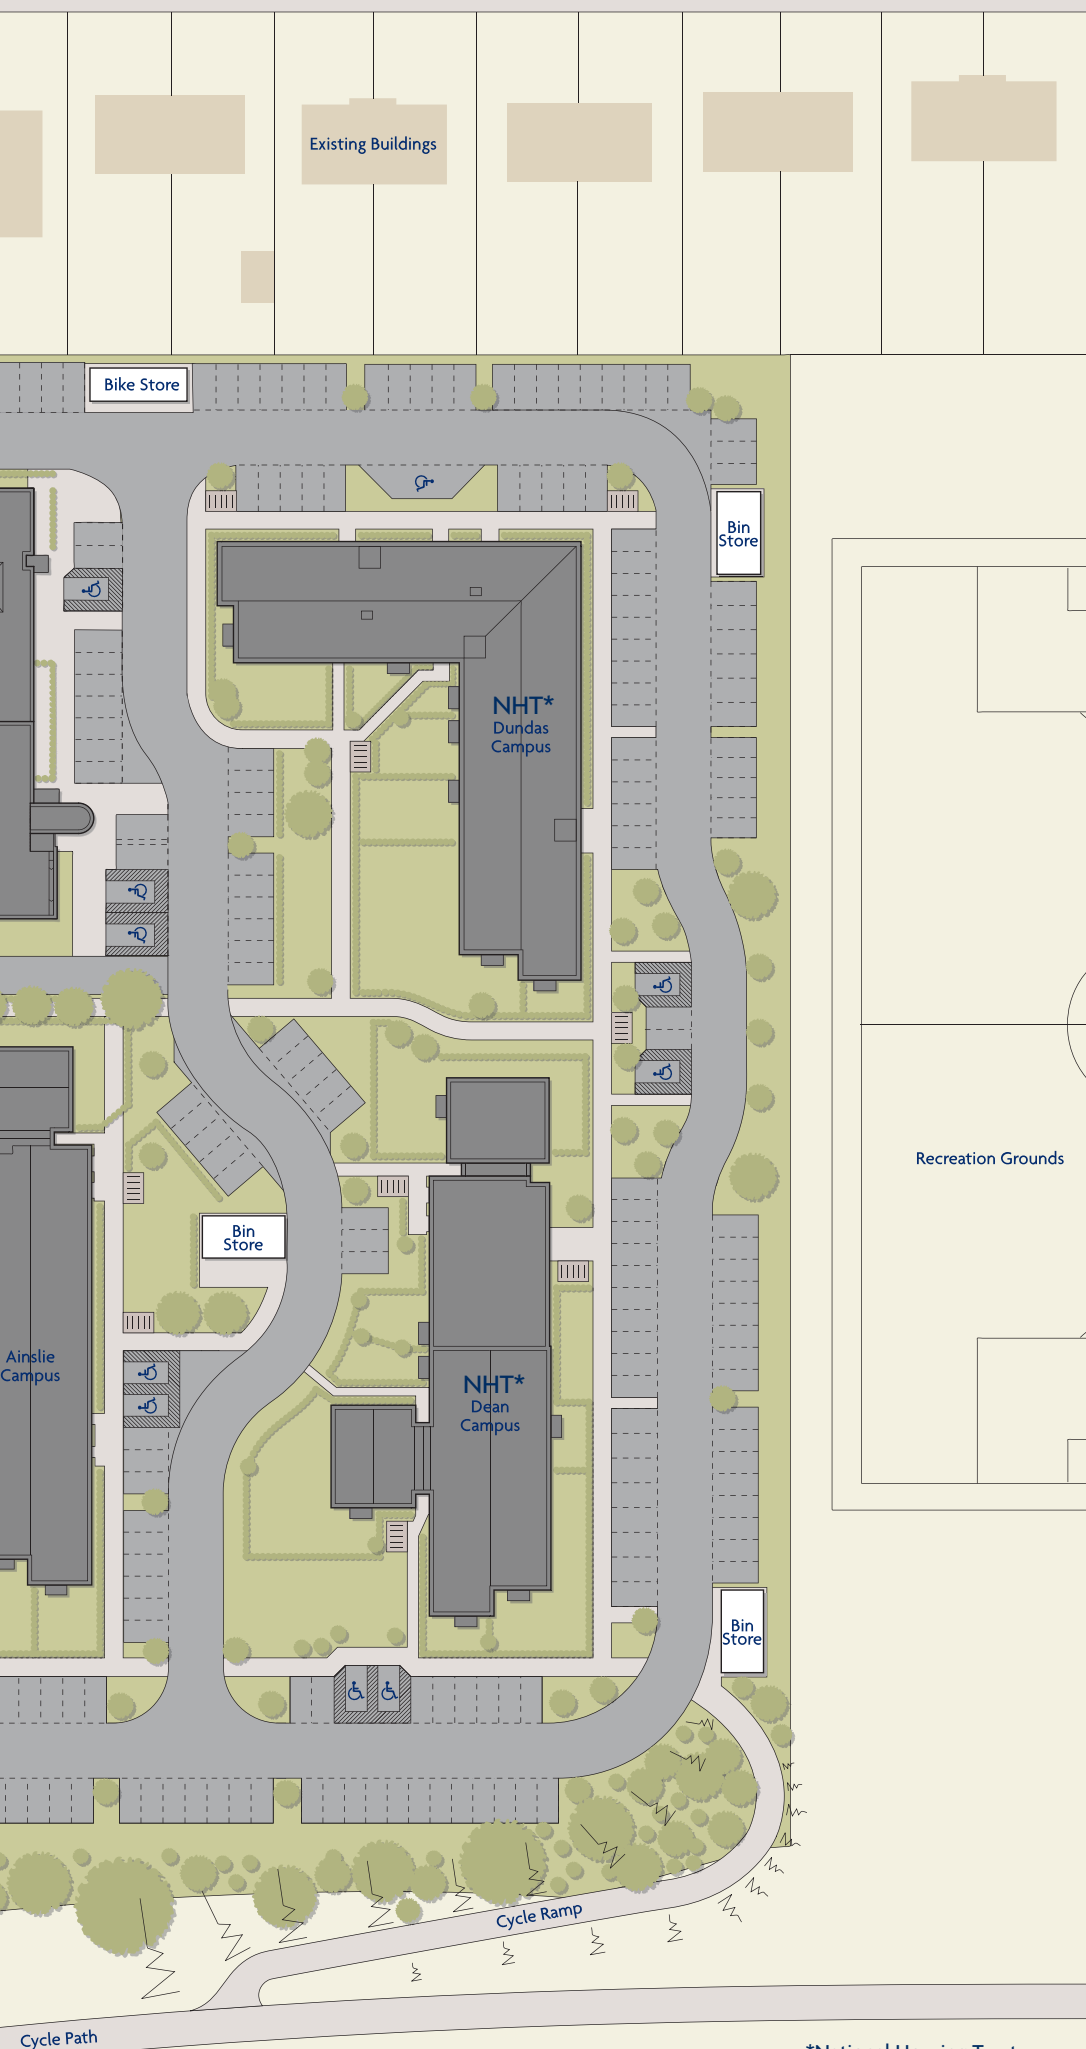 Existing Buildings
Bike Store
Bin
Store
NHT*
Dundas
Campus
Recreation Grounds
Bin
Store
Ainslie
Campus
NHT*
Dean
Campus
Bin
Store
Cycle Ramp
Cycle Path